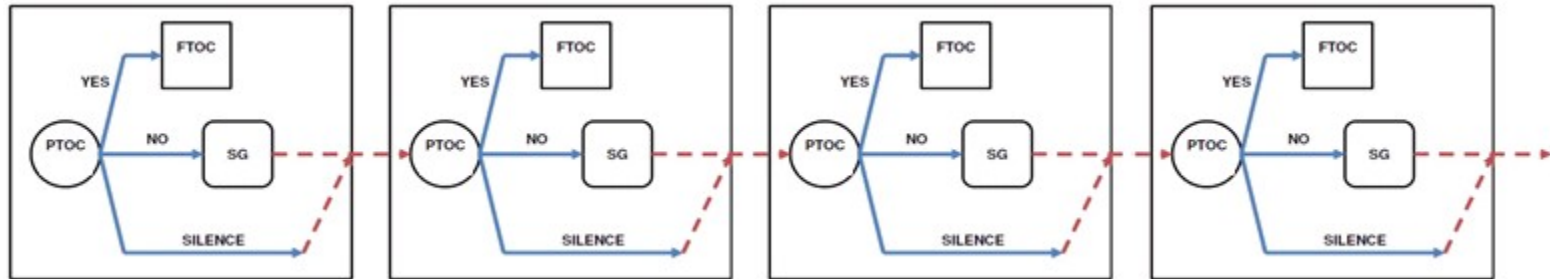 FTOC
YES
PTOC
NO
SG
SILENCE
FTOC
YES
PTOC
NO
SG
SILENCE
FTOC
YES
PTOC
NO
SG
SILENCE
FTOC
YES
PTOC
NO
SG
SILENCE